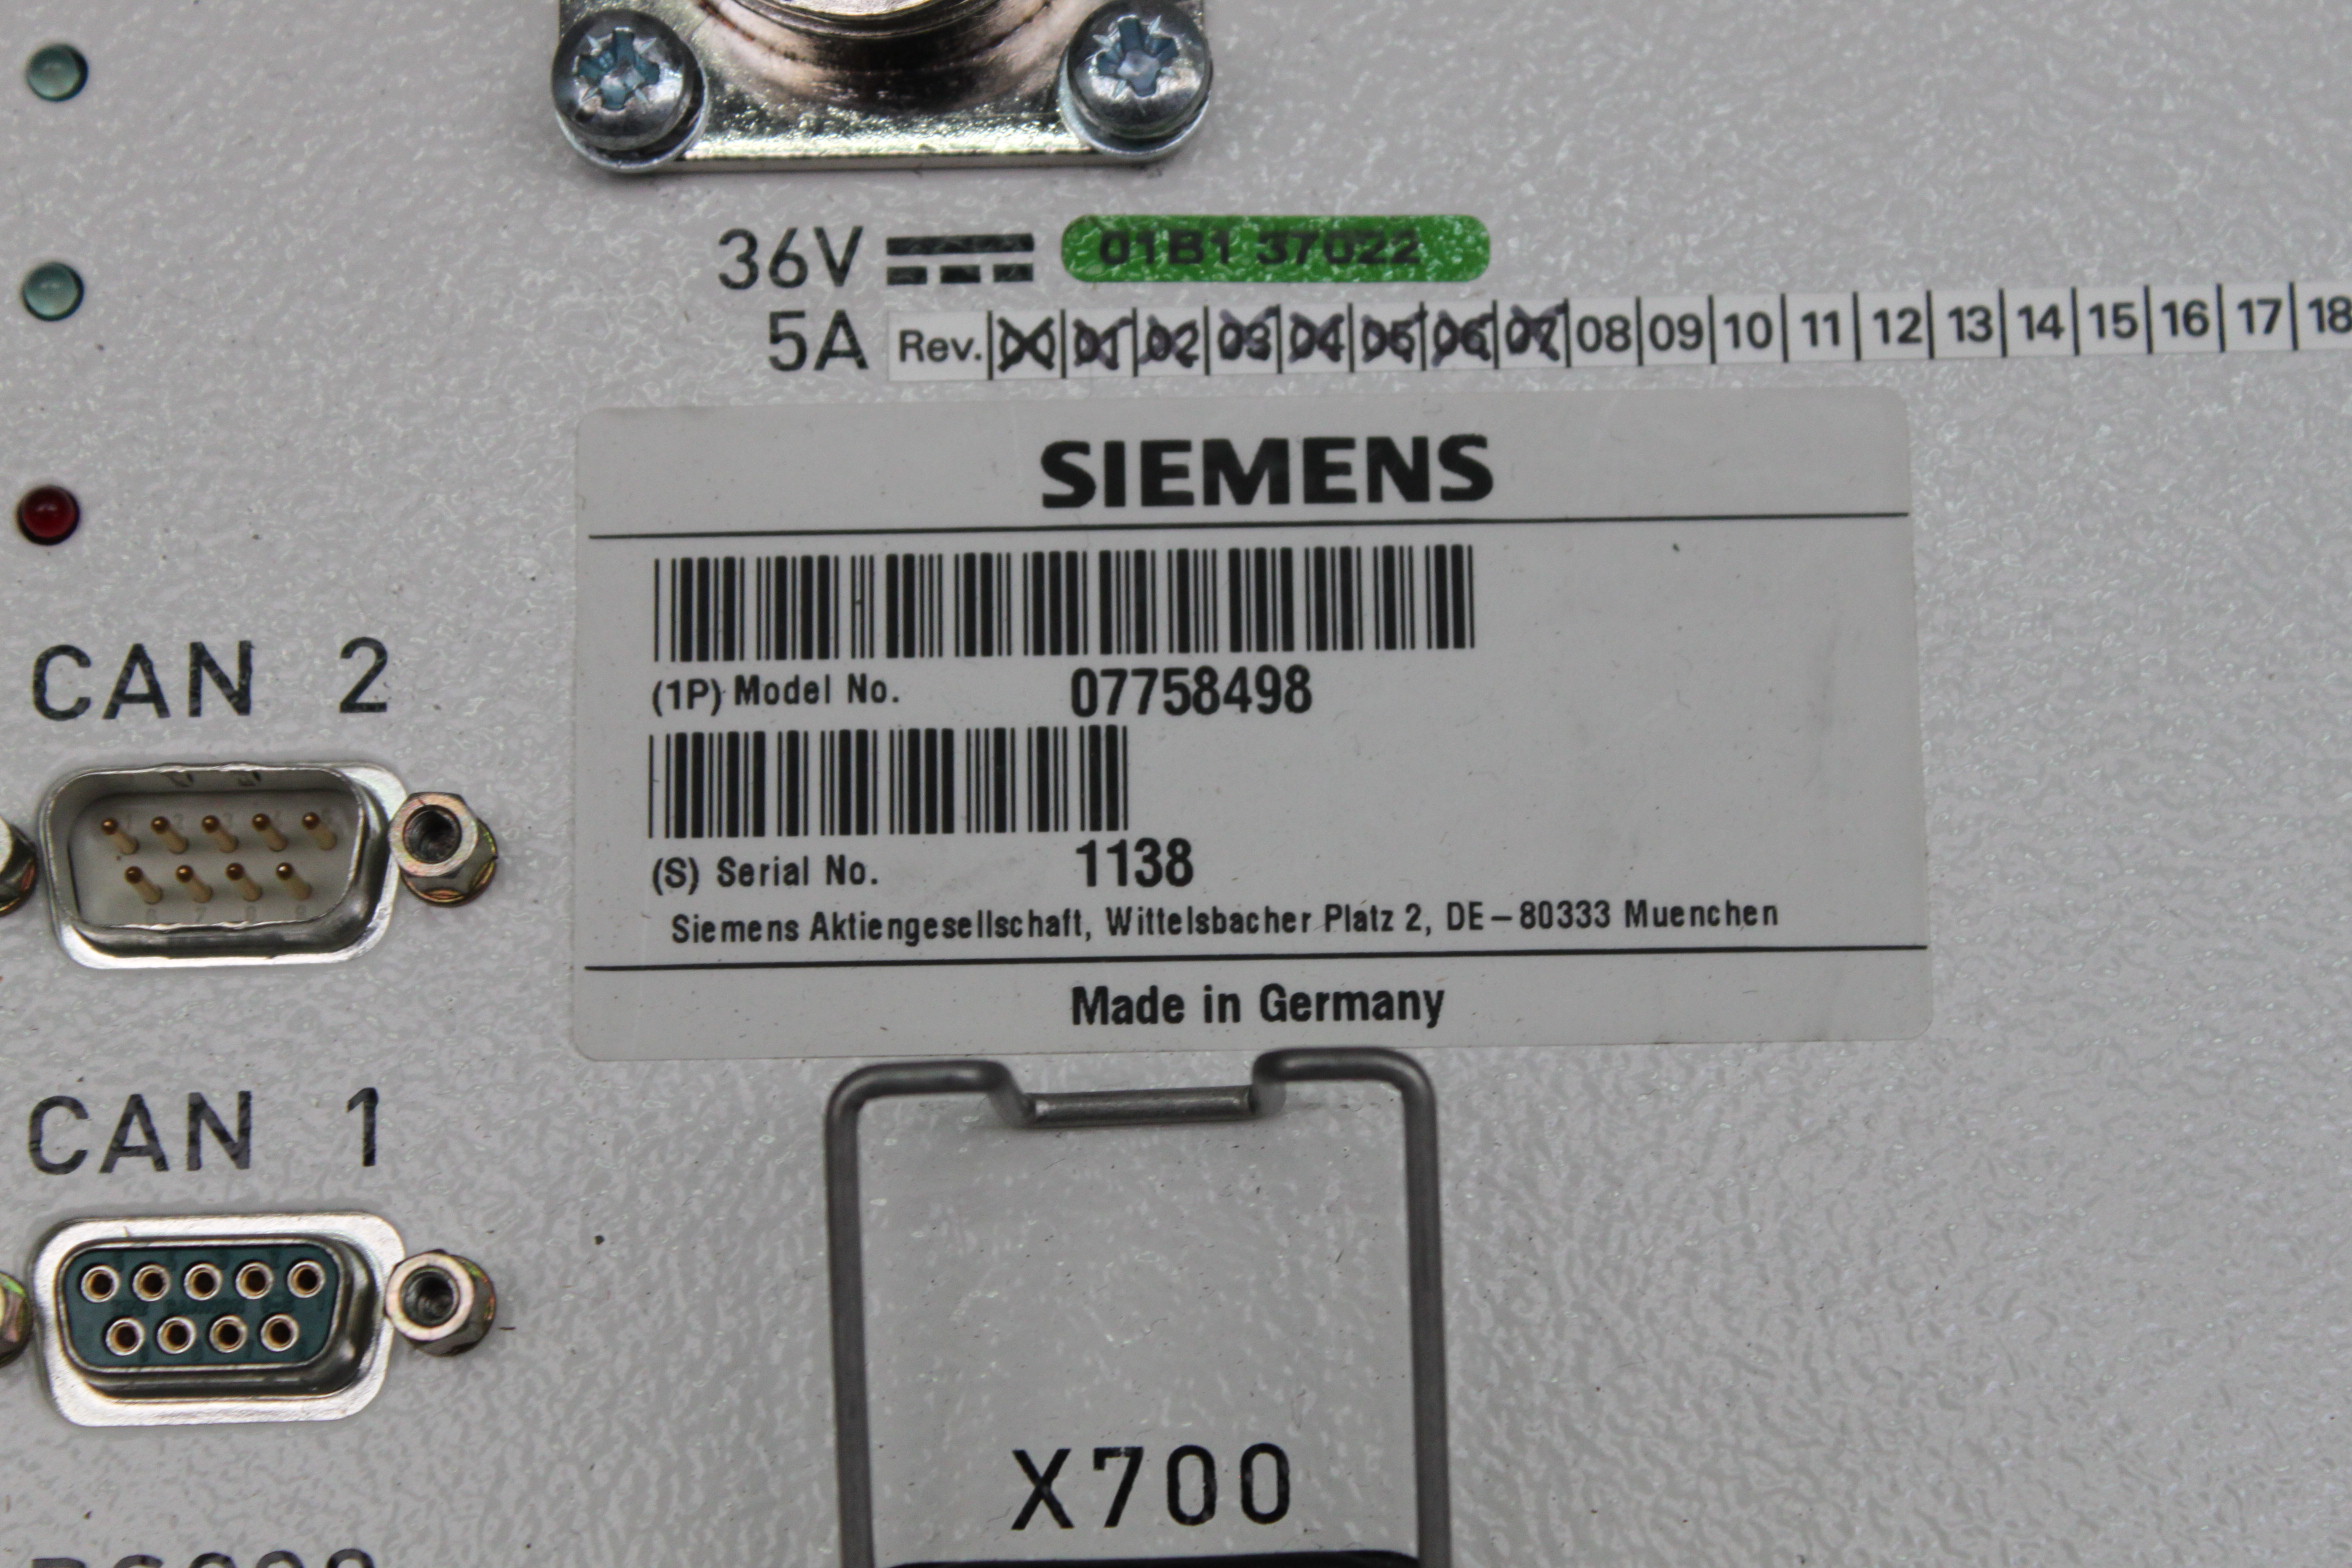 36V
01B1 37022
5A
Rev. 00 01 02 03 04 05 06 07 08 09 10 11 12 13 14 15 16 17 18
SIEMENS
(1P) Model No. 07758498
(S) Serial No. 1138
Siemens Aktiengesellschaft, Wittelsbacher Platz 2, DE-80333 Muenchen
Made in Germany
CAN 2
CAN 1
X700